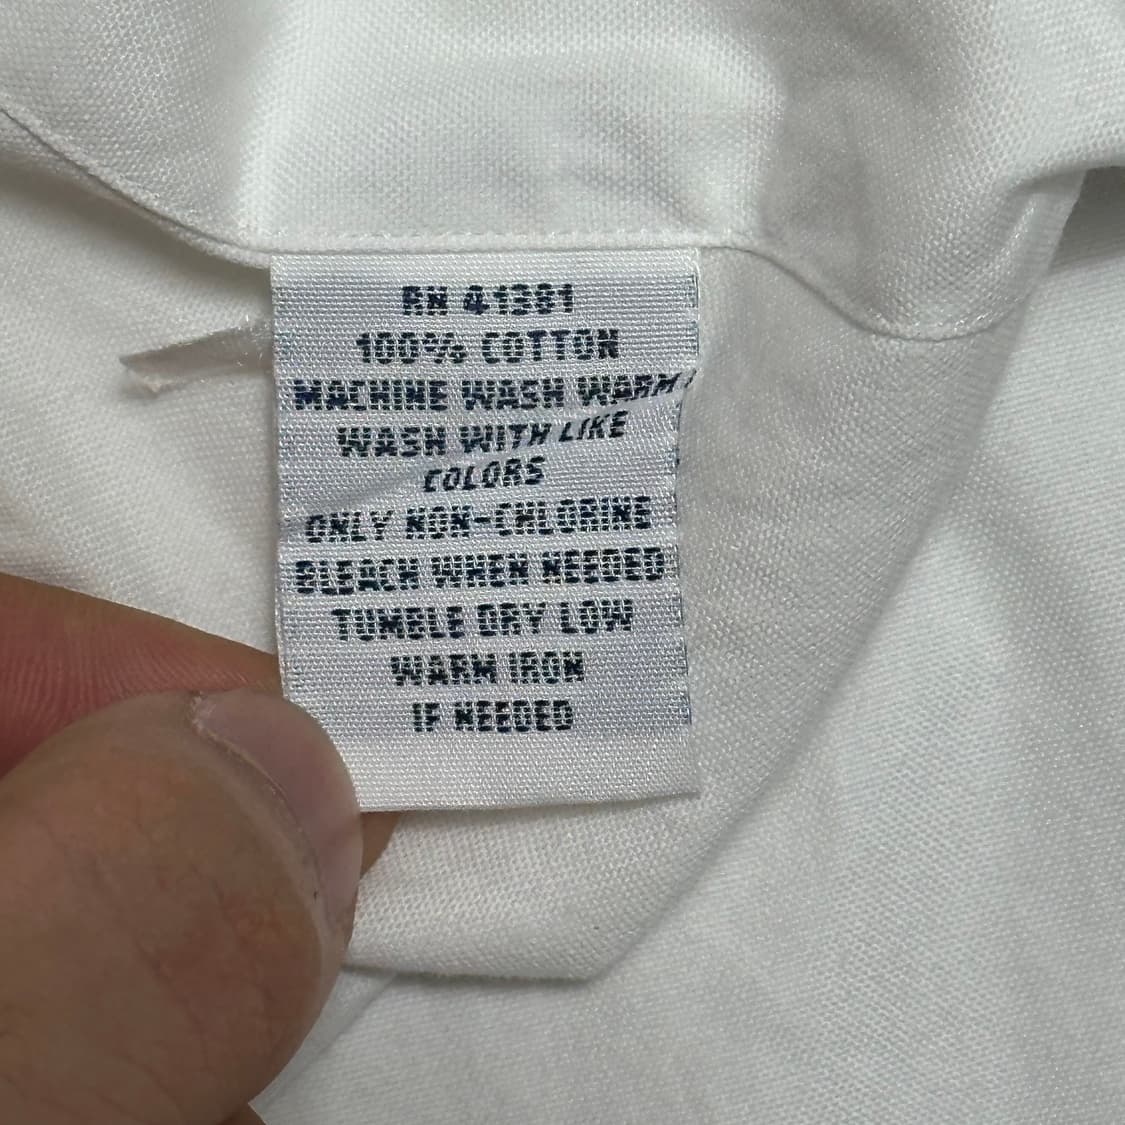 RN 41381
100% COTTON
MACHINE WASH WARM
WASH WITH LIKE
COLORS
ONLY NON-CHLORINE
BLEACH WHEN NEEDED
TUMBLE DRY LOW
WARM IRON
IF NEEDED